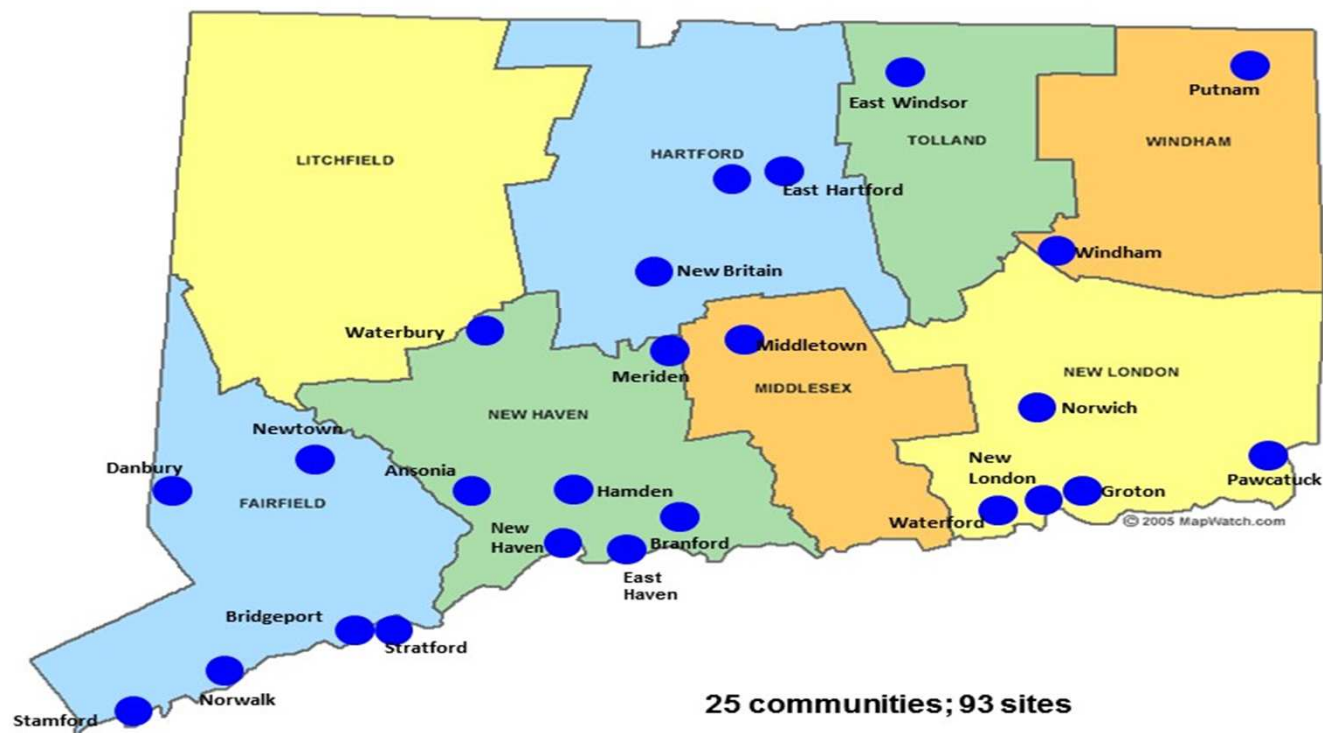 East Windsor
Putnam
TOLLAND
WINDHAM
HARTFORD
LITCHFIELD
East Hartford
Windham
New Britain
Waterbury
Middletown
Meriden
NEW LONDON
MIDDLESEX
Norwich
NEW HAVEN
Newtown
Danbury
Ansonia
New
London
Pawcatuck
FAIRFIELD
Hamden
Groton
Waterford
© 2005 MapWatch.com
New
Haven
Branford
East
Haven
Bridgeport
Stratford
Norwalk
Stamford
25 communities; 93 sites